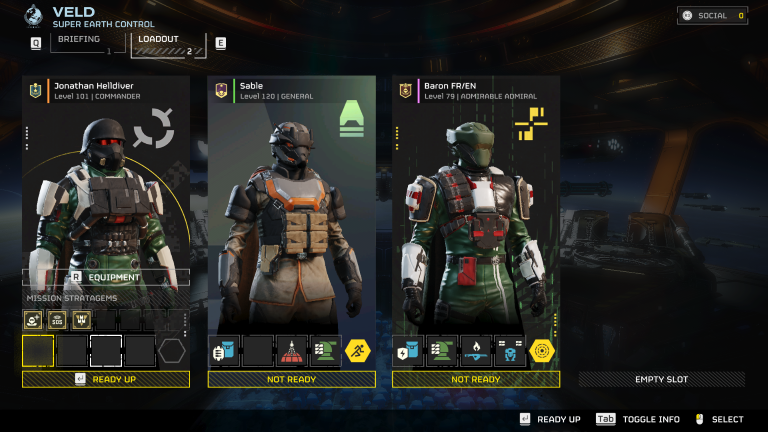 VELD
SUPER EARTH CONTROL
Q
BRIEFING
1
LOADOUT
2
E
SOCIAL 0
Jonathan Helldiver
Level 101 | COMMANDER
Sable
Level 120 | GENERAL
Baron FR/EN
Level 79 | ADMIRABLE ADMIRAL
R EQUIPMENT
MISSION STRATAGEMS
SOS
READY UP
NOT READY
NOT READY
EMPTY SLOT
READY UP
Tab TOGGLE INFO
SELECT